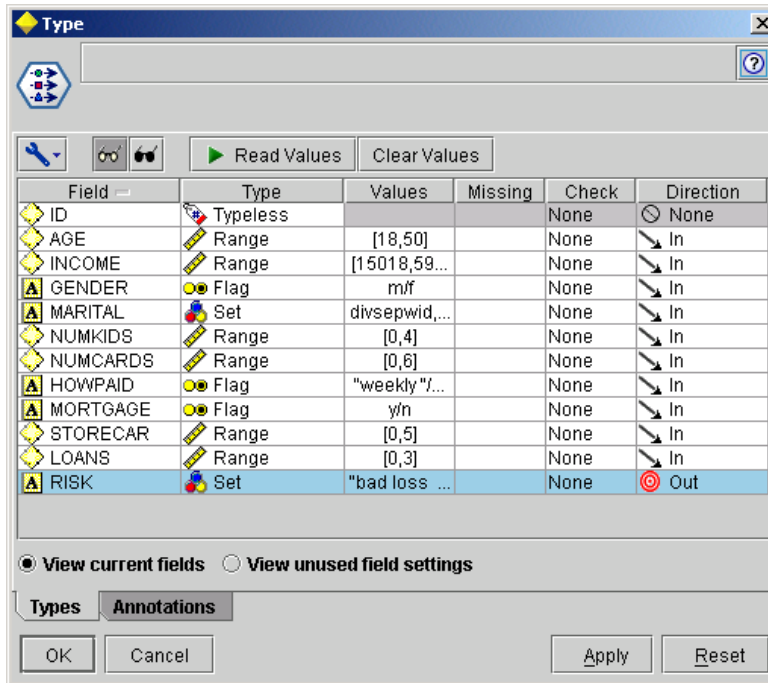 Type
Read Values Clear Values
Field Type Values Missing Check Direction
ID Typeless None None
AGE Range [18,50] None In
INCOME Range [15018,59... None In
A GENDER Flag m/f None In
A MARITAL Set divsepwid,... None In
NUMKIDS Range [0,4] None In
NUMCARDS Range [0,6] None In
A HOWPAID Flag "weekly "/... None In
A MORTGAGE Flag y/n None In
STORECAR Range [0,5] None In
LOANS Range [0,3] None In
A RISK Set "bad loss ... None Out
View current fields View unused field settings
Types Annotations
OK Cancel Apply Reset